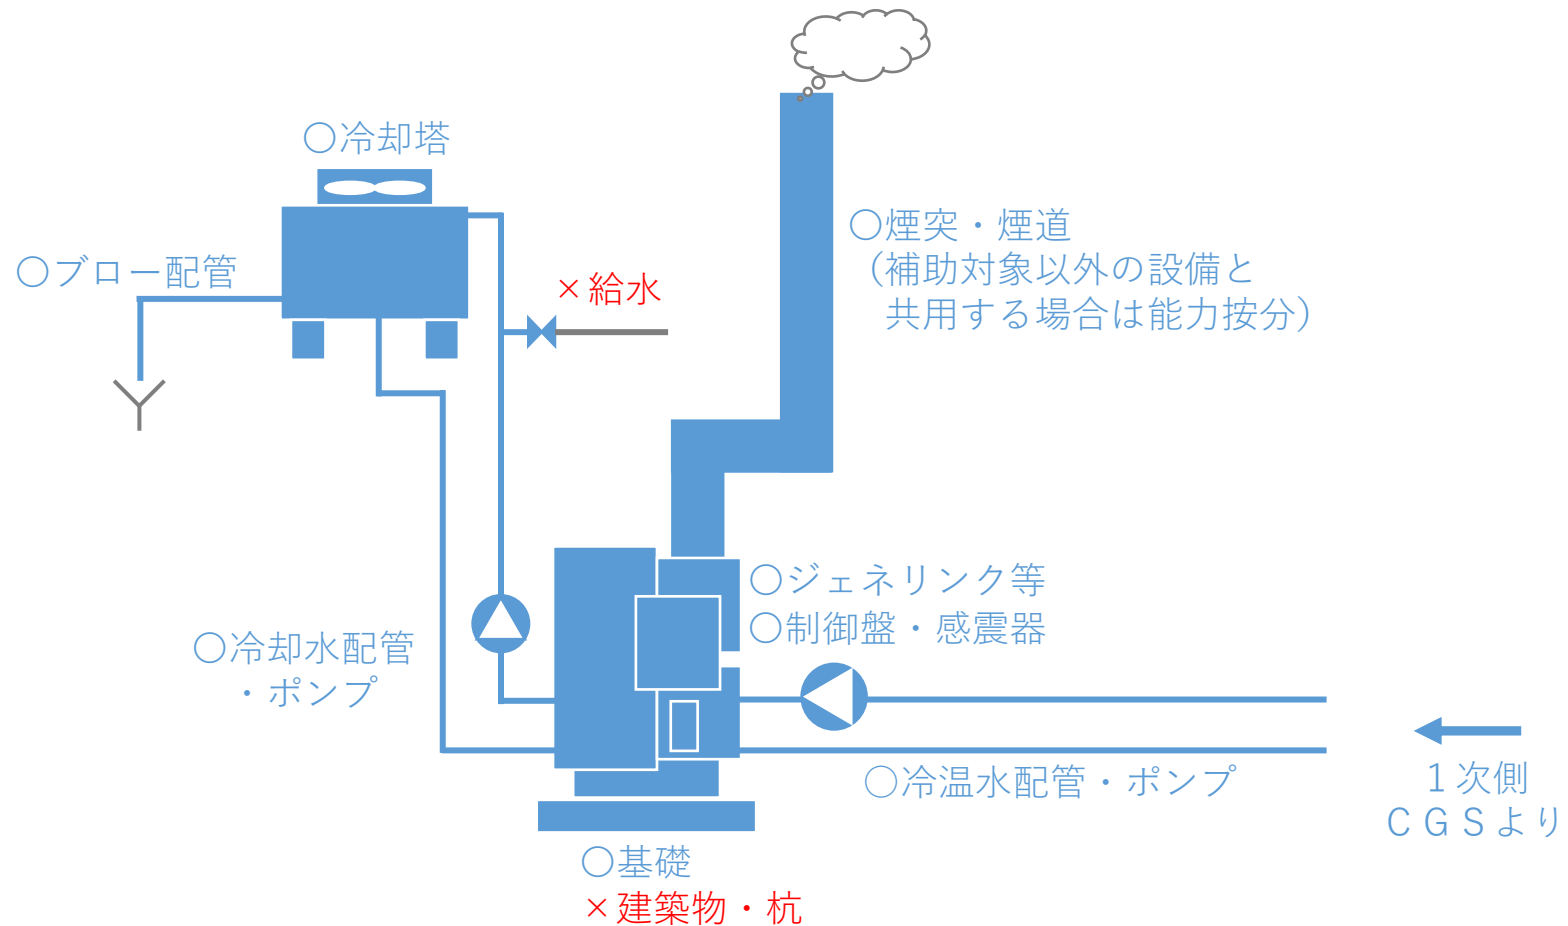 ○冷却塔
○ブロー配管
×給水
○煙突・煙道
（補助対象以外の設備と
共用する場合は能力按分）
○ジェネリンク等
○制御盤・感震器
○冷却水配管
・ポンプ
○冷温水配管・ポンプ
１次側
ＣＧＳより
○基礎
×建築物・杭